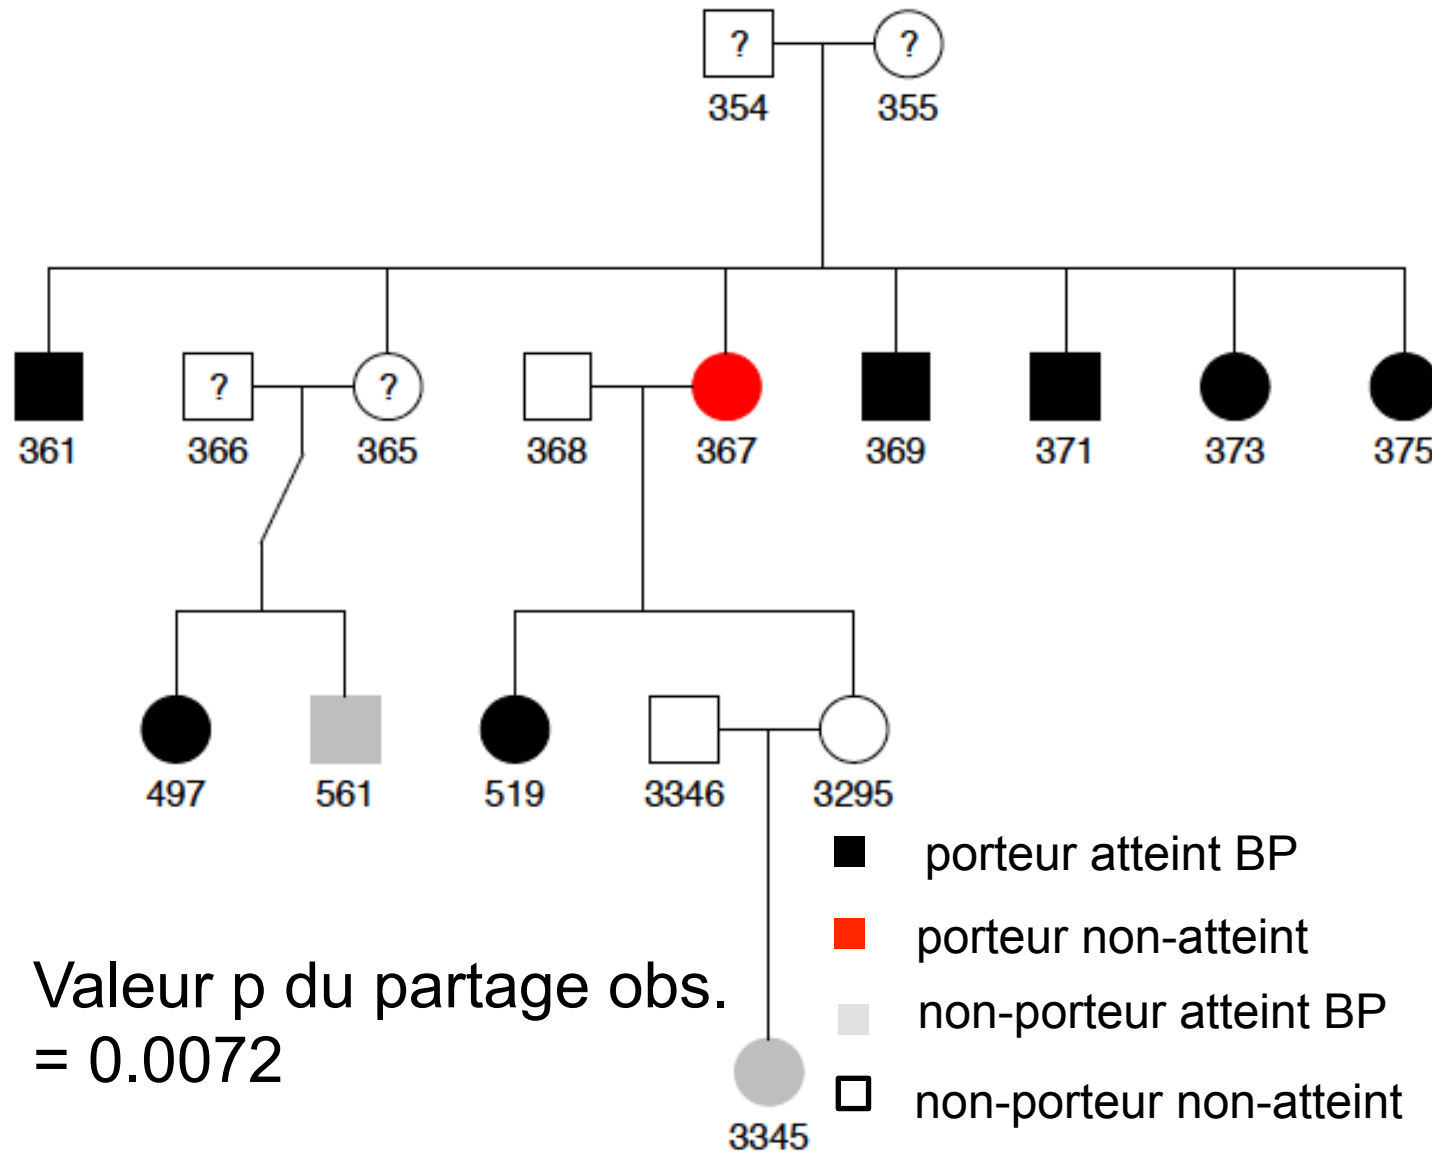 ? ?
354 355
? ?
361 366 365 368 367 369 371 373 375
497 561 519 3346 3295
porteur atteint BP
porteur non-atteint
non-porteur atteint BP
non-porteur non-atteint
Valeur p du partage obs.
= 0.0072
3345